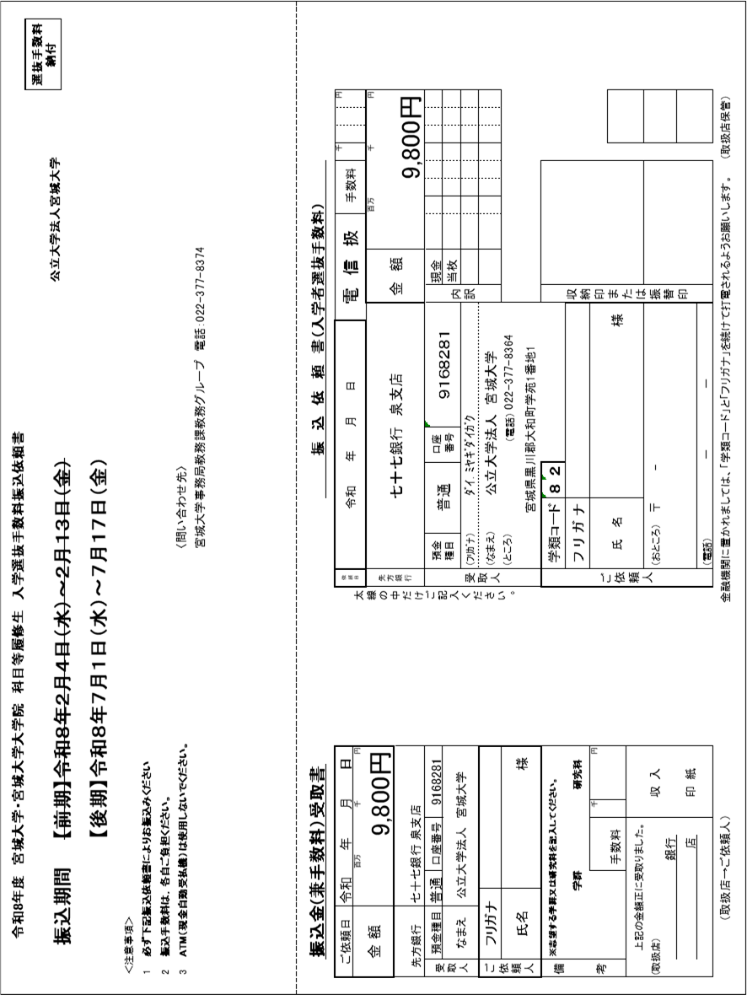 令和8年度 宮城大学・宮城大学大学院 科目等履修生 入学選抜手数料振込依頼書
選抜手数料
納付
振込期間 【前期】令和8年2月4日(水)～2月13日(金)
【後期】令和8年7月1日(水)～7月17日(金)
公立大学法人宮城大学
＜注意事項＞
1 必ず下記振込依頼書によりお振込みください
2 振込手数料は、各自ご負担ください。
3 ATM(現金自動受払機)は使用しないでください。
〈問い合わせ先〉
宮城大学事務局教務課教務グループ 電話:022-377-8374
振込金(兼手数料)受取書
ご依頼日 令和 年 月 日
金額 百万 千 円
9,800円
先方銀行 七十七銀行 泉支店
受取人 預金種目 普通 口座番号 9168281
なまえ 公立大学法人 宮城大学
ご依頼人 フリガナ
氏名 様
備考 ※志望する学群又は研究科を記入してください。
学群 研究科
手数料 千 円
上記の金額正に受取りました。
(取扱店)
銀行
店
収入
印紙
(取扱店→ご依頼人)
振込依頼書(入学者選抜手数料)
依頼日 令和 年 月 日
電信扱 手数料 千 円
先方銀行 七十七銀行 泉支店
金額 百万 千 円
9,800円
受取人 預金種目 普通 口座番号 9168281
(フリガナ) ダイ.ミヤギダイガク
(なまえ) 公立大学法人 宮城大学
(ところ) (電話)022-377-8364
宮城県黒川郡大和町学苑1番地1
内訳 現金
当枚
学類コード 8 2
ご依頼人 フリガナ
氏名 様
(おところ) 〒 －
(電話) － －
収納印または振替印
太線の中だけご記入ください。
金融機関に置かれましては、「学類コード」と「フリガナ」を続けて打電されるようお願いします。 (取扱店保管)